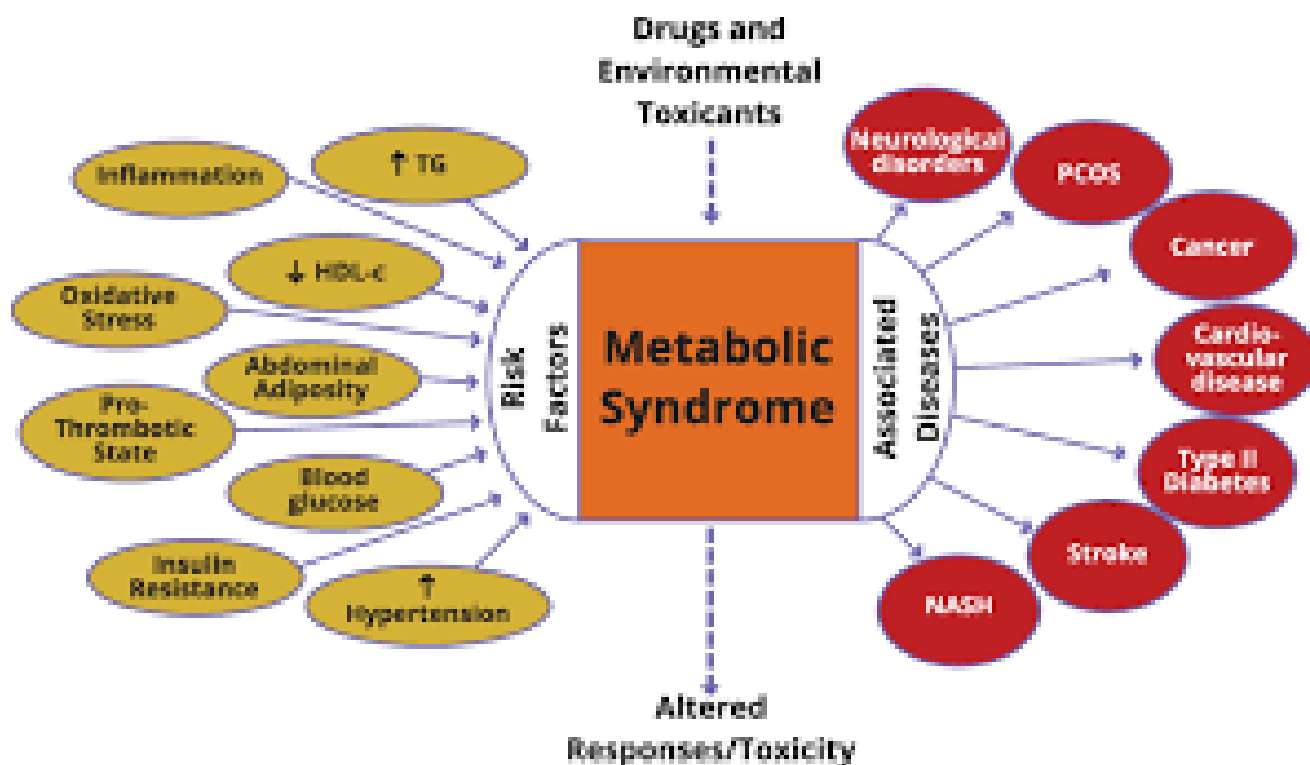 Drugs and
Environmental
Toxicants
Inflammation
↑ TG
↓ HDL-c
Oxidative
Stress
Abdominal
Adiposity
Pro-
Thrombotic
State
Blood
glucose
Insulin
Resistance
↑
Hypertension
Risk
Factors
Metabolic
Syndrome
Associated
Diseases
Neurological
disorders
PCOS
Cancer
Cardio-
vascular
disease
Type II
Diabetes
Stroke
NASH
Altered
Responses/Toxicity